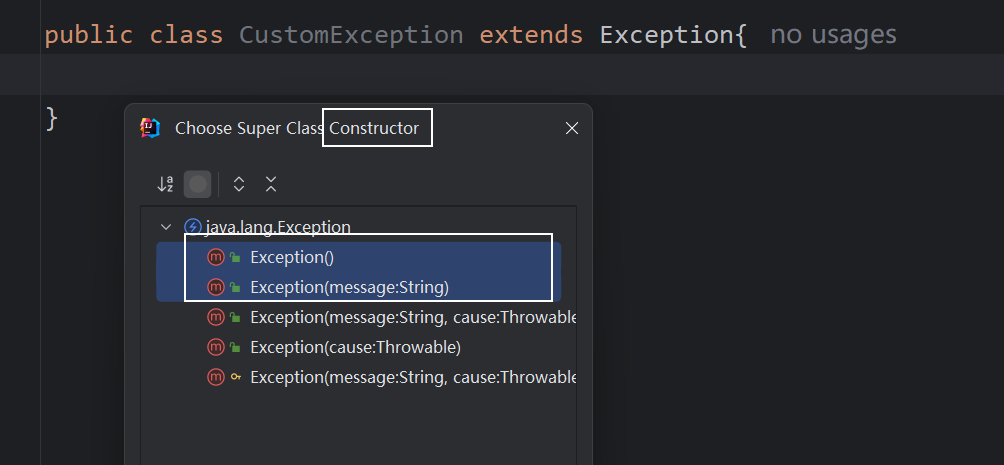 public class CustomException extends Exception{ no usages
}
Choose Super Class Constructor
java.lang.Exception
Exception()
Exception(message:String)
Exception(message:String, cause:Throwable
Exception(cause:Throwable)
Exception(message:String, cause:Throwable